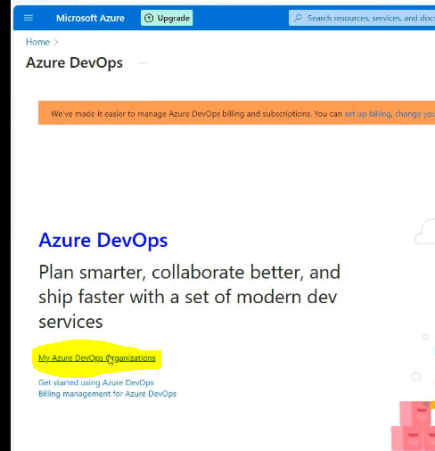 Microsoft Azure
Upgrade
Search resources, services, and docs
Home >
Azure DevOps ...
We've made it easier to manage Azure DevOps billing and subscriptions. You can set up billing, change you
Azure DevOps
Plan smarter, collaborate better, and
ship faster with a set of modern dev
services
My Azure DevOps Organizations
Get started using Azure DevOps
Billing management for Azure DevOps